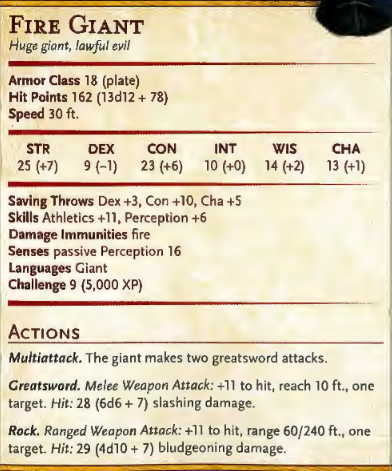 FIRE GIANT
Huge giant, lawful evil
Armor Class 18 (plate)
Hit Points 162 (13d12 + 78)
Speed 30 ft.
STR DEX CON INT WIS CHA
25 (+7) 9 (−1) 23 (+6) 10 (+0) 14 (+2) 13 (+1)
Saving Throws Dex +3, Con +10, Cha +5
Skills Athletics +11, Perception +6
Damage Immunities fire
Senses passive Perception 16
Languages Giant
Challenge 9 (5,000 XP)
ACTIONS
Multiattack. The giant makes two greatsword attacks.
Greatsword. Melee Weapon Attack: +11 to hit, reach 10 ft., one
target. Hit: 28 (6d6 + 7) slashing damage.
Rock. Ranged Weapon Attack: +11 to hit, range 60/240 ft., one
target. Hit: 29 (4d10 + 7) bludgeoning damage.